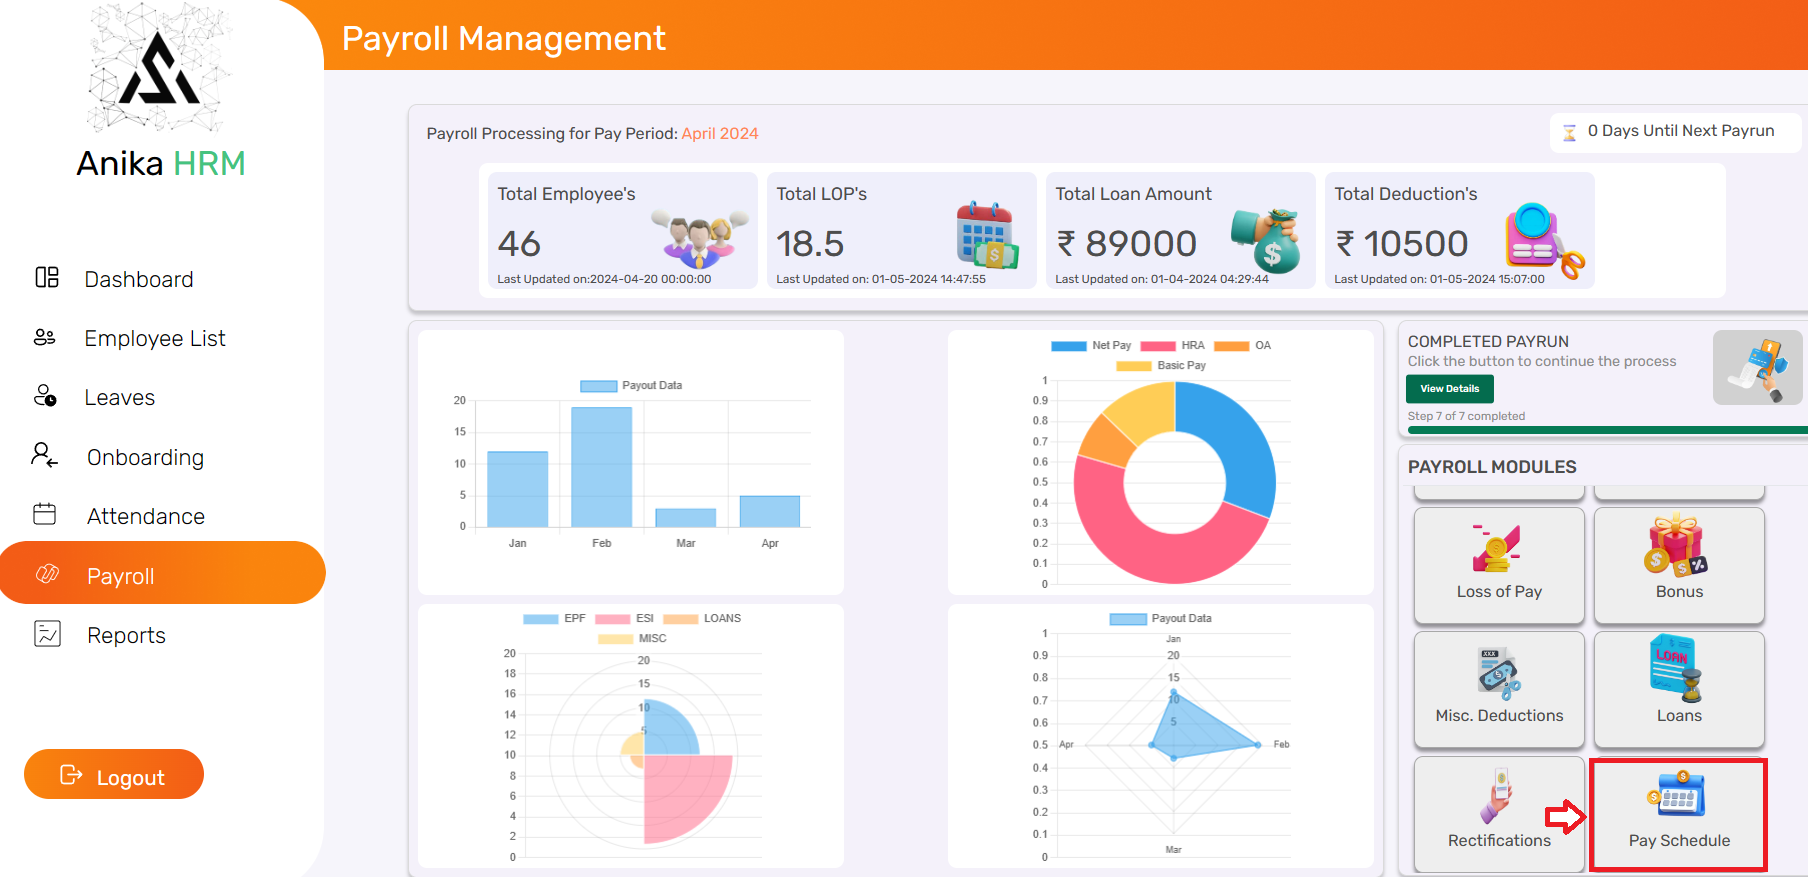 Anika HRM
Dashboard
Employee List
Leaves
Onboarding
Attendance
Payroll
Reports
Logout
Payroll Management
Payroll Processing for Pay Period: April 2024
0 Days Until Next Payrun
Total Employee's
46
Last Updated on:2024-04-20 00:00:00
Total LOP's
18.5
Last Updated on: 01-05-2024 14:47:55
Total Loan Amount
₹ 89000
Last Updated on: 01-04-2024 04:29:44
Total Deduction's
₹ 10500
Last Updated on: 01-05-2024 15:07:00
Payout Data
20
15
10
5
0
Jan Feb Mar Apr
Net Pay HRA OA
Basic Pay
1
0.9
0.8
0.7
0.6
0.5
0.4
0.3
0.2
0.1
0
EPF ESI LOANS
MISC
20
18
16
14
12
10
8
6
4
2
0
20
15
10
5
Payout Data
1
0.9
0.8
0.7
0.6
0.5
0.4
0.3
0.2
0.1
0
Jan
20
15
10
5
Apr
Feb
Mar
COMPLETED PAYRUN
Click the button to continue the process
View Details
Step 7 of 7 completed
PAYROLL MODULES
Loss of Pay
Bonus
XXX
Misc. Deductions
LOAN
Loans
Rectifications
Pay Schedule